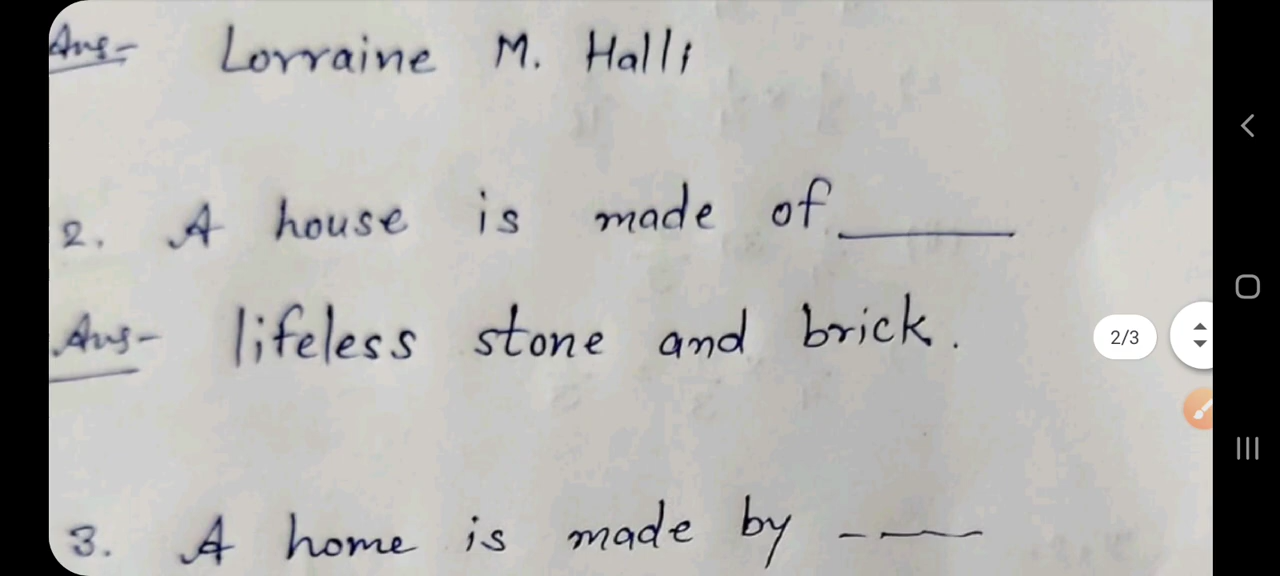 Ans- Lorraine M. Halli
2. A house is made of ______
Ans- lifeless stone and brick.
2/3
3. A home is made by -----